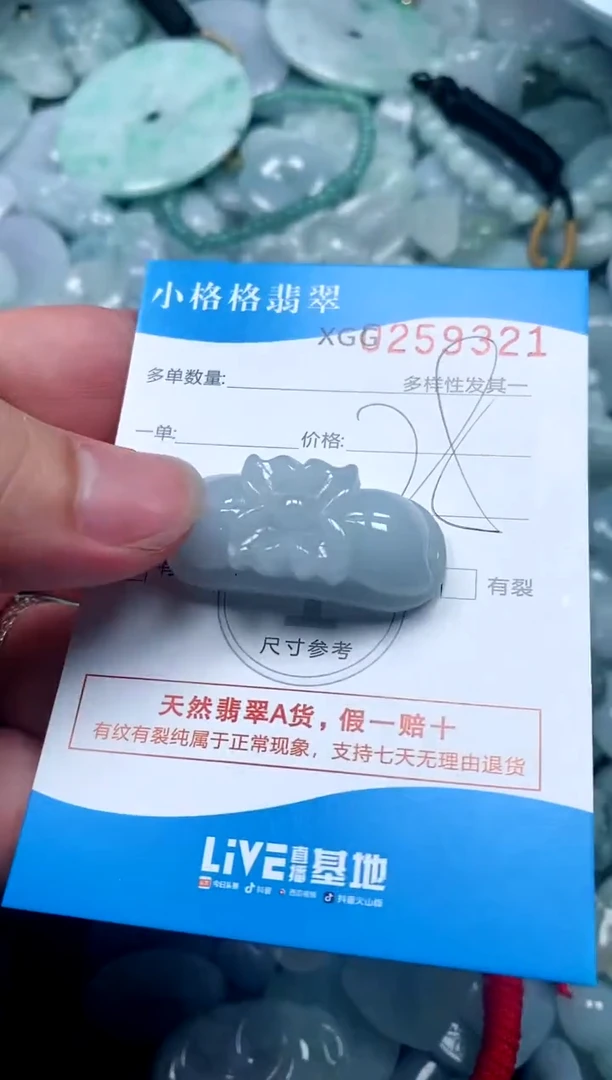 小格格翡翠
XGG0259321
多单数量:
多样性发其一
一单:
价格:
28
有裂
尺寸参考
天然翡翠A货，假一赔十
有纹有裂纯属于正常现象，支持七天无理由退货
LiVE直播基地
今日头条 抖音 西瓜视频 抖音火山版